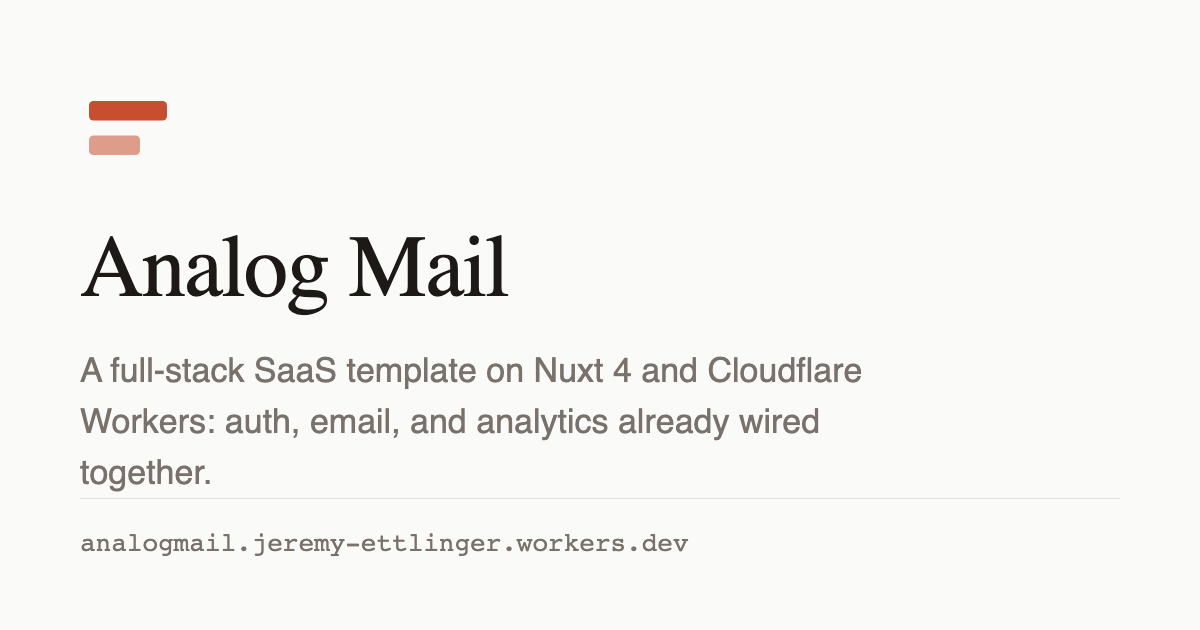 Analog Mail
A full-stack SaaS template on Nuxt 4 and Cloudflare
Workers: auth, email, and analytics already wired
together.
analogmail.jeremy-ettlinger.workers.dev